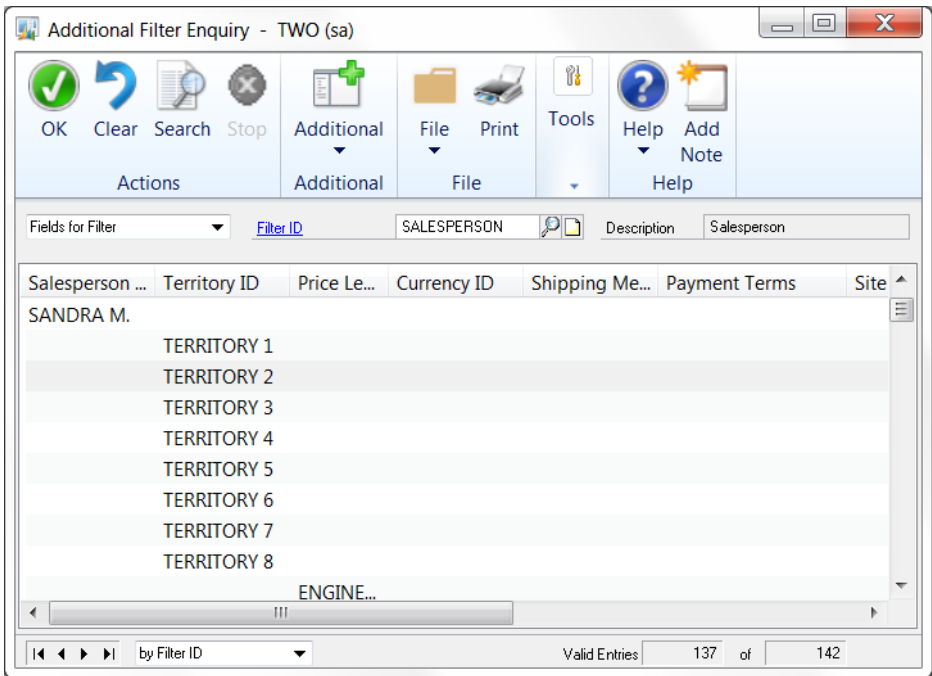 Additional Filter Enquiry - TWO (sa)
OK Clear Search Stop Additional File Print Tools Help Add Note
Actions Additional File Help
Fields for Filter Filter ID SALESPERSON Description Salesperson
Salesperson ... Territory ID Price Le... Currency ID Shipping Me... Payment Terms Site
SANDRA M.
TERRITORY 1
TERRITORY 2
TERRITORY 3
TERRITORY 4
TERRITORY 5
TERRITORY 6
TERRITORY 7
TERRITORY 8
ENGINE...
by Filter ID Valid Entries 137 of 142